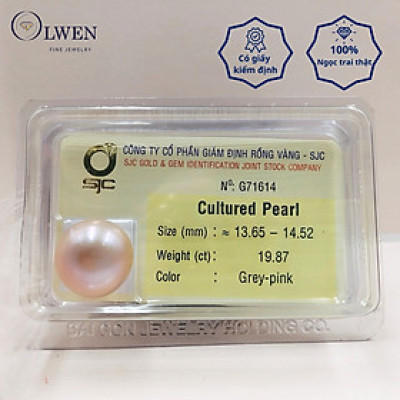 OLWEN
FINE JEWELRY
Có giấy
kiểm định
100%
Ngọc trai thật
SJC
CÔNG TY CỔ PHẦN GIÁM ĐỊNH RỒNG VÀNG - SJC
SJC GOLD & GEM IDENTIFICATION JOINT STOCK COMPANY
Nº: G71614
Cultured Pearl
Size (mm) : ≈ 13.65 – 14.52
Weight (ct): 19.87
Color : Grey-pink
SAI GON JEWELRY HOLDING CO.